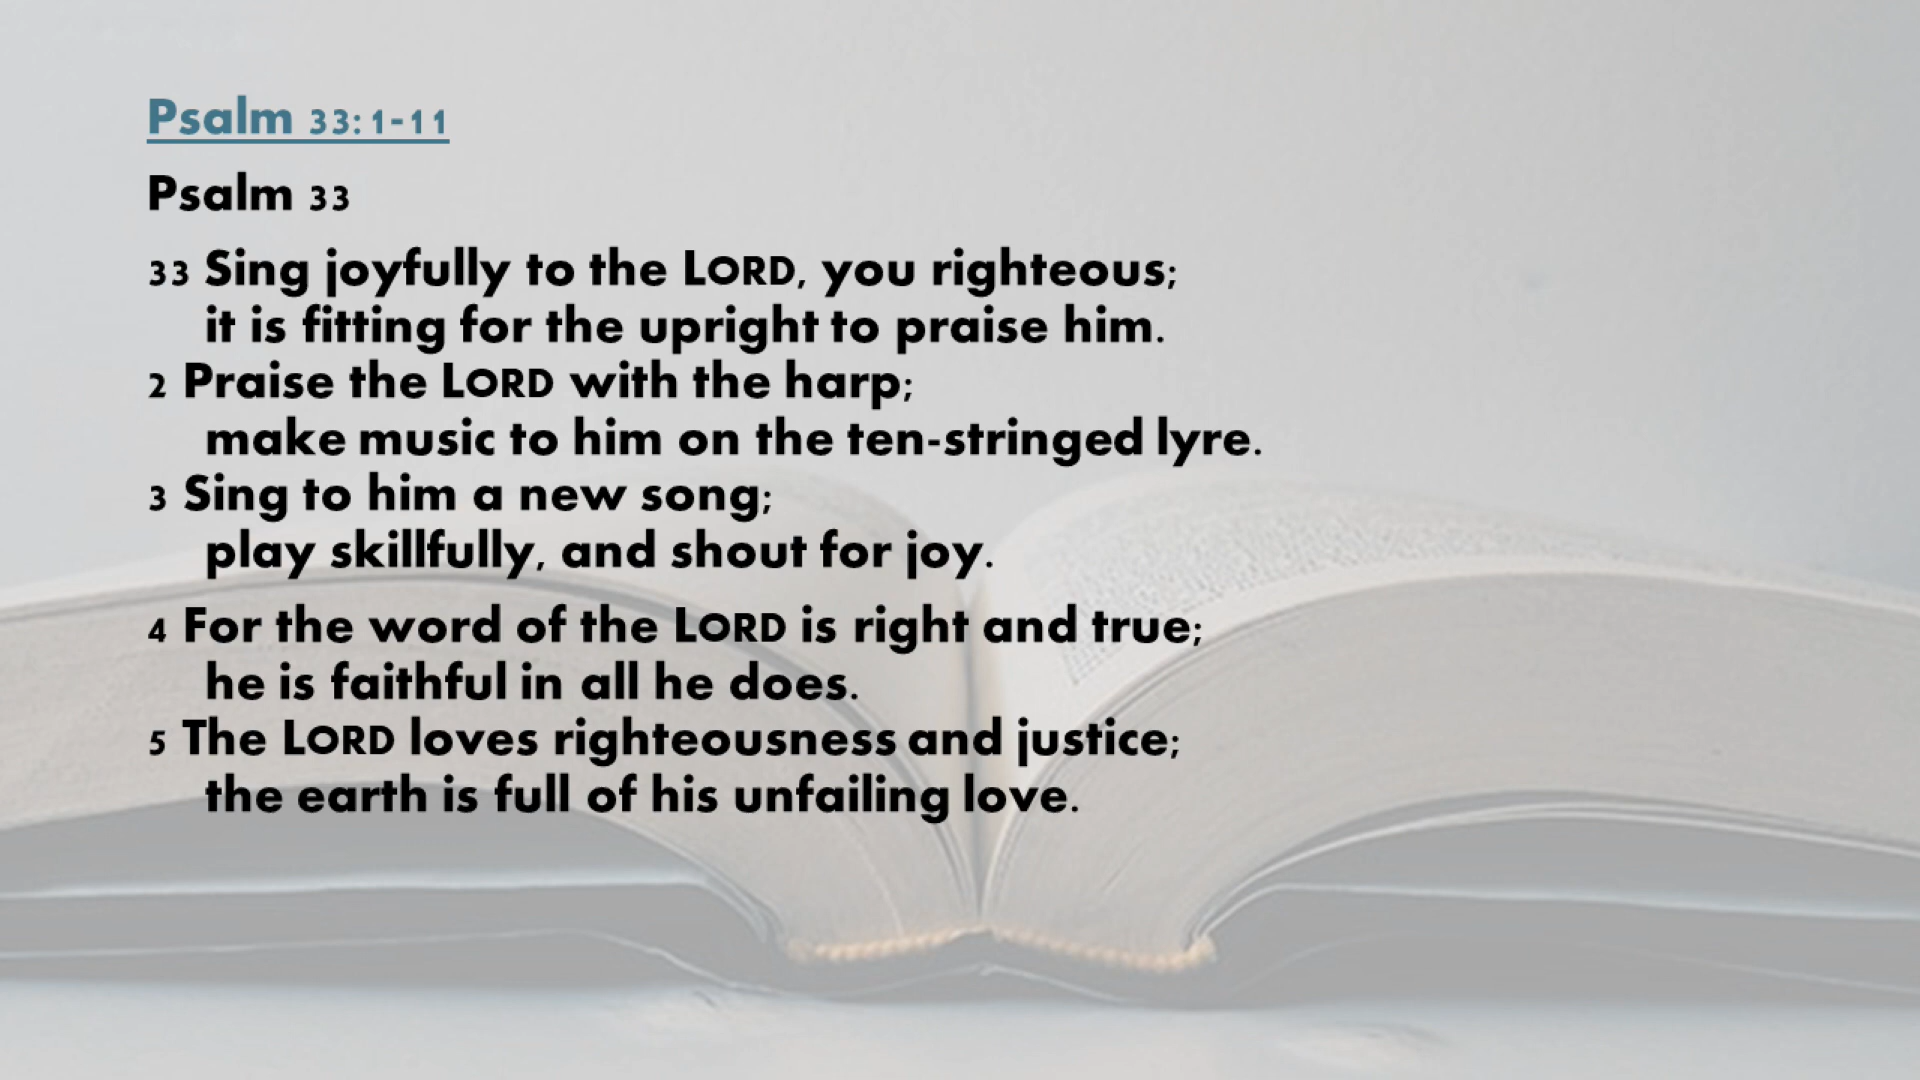 Psalm 33:1-11
Psalm 33
33 Sing joyfully to the LORD, you righteous;
it is fitting for the upright to praise him.
2 Praise the LORD with the harp;
make music to him on the ten-stringed lyre.
3 Sing to him a new song;
play skillfully, and shout for joy.
4 For the word of the LORD is right and true;
he is faithful in all he does.
5 The LORD loves righteousness and justice;
the earth is full of his unfailing love.